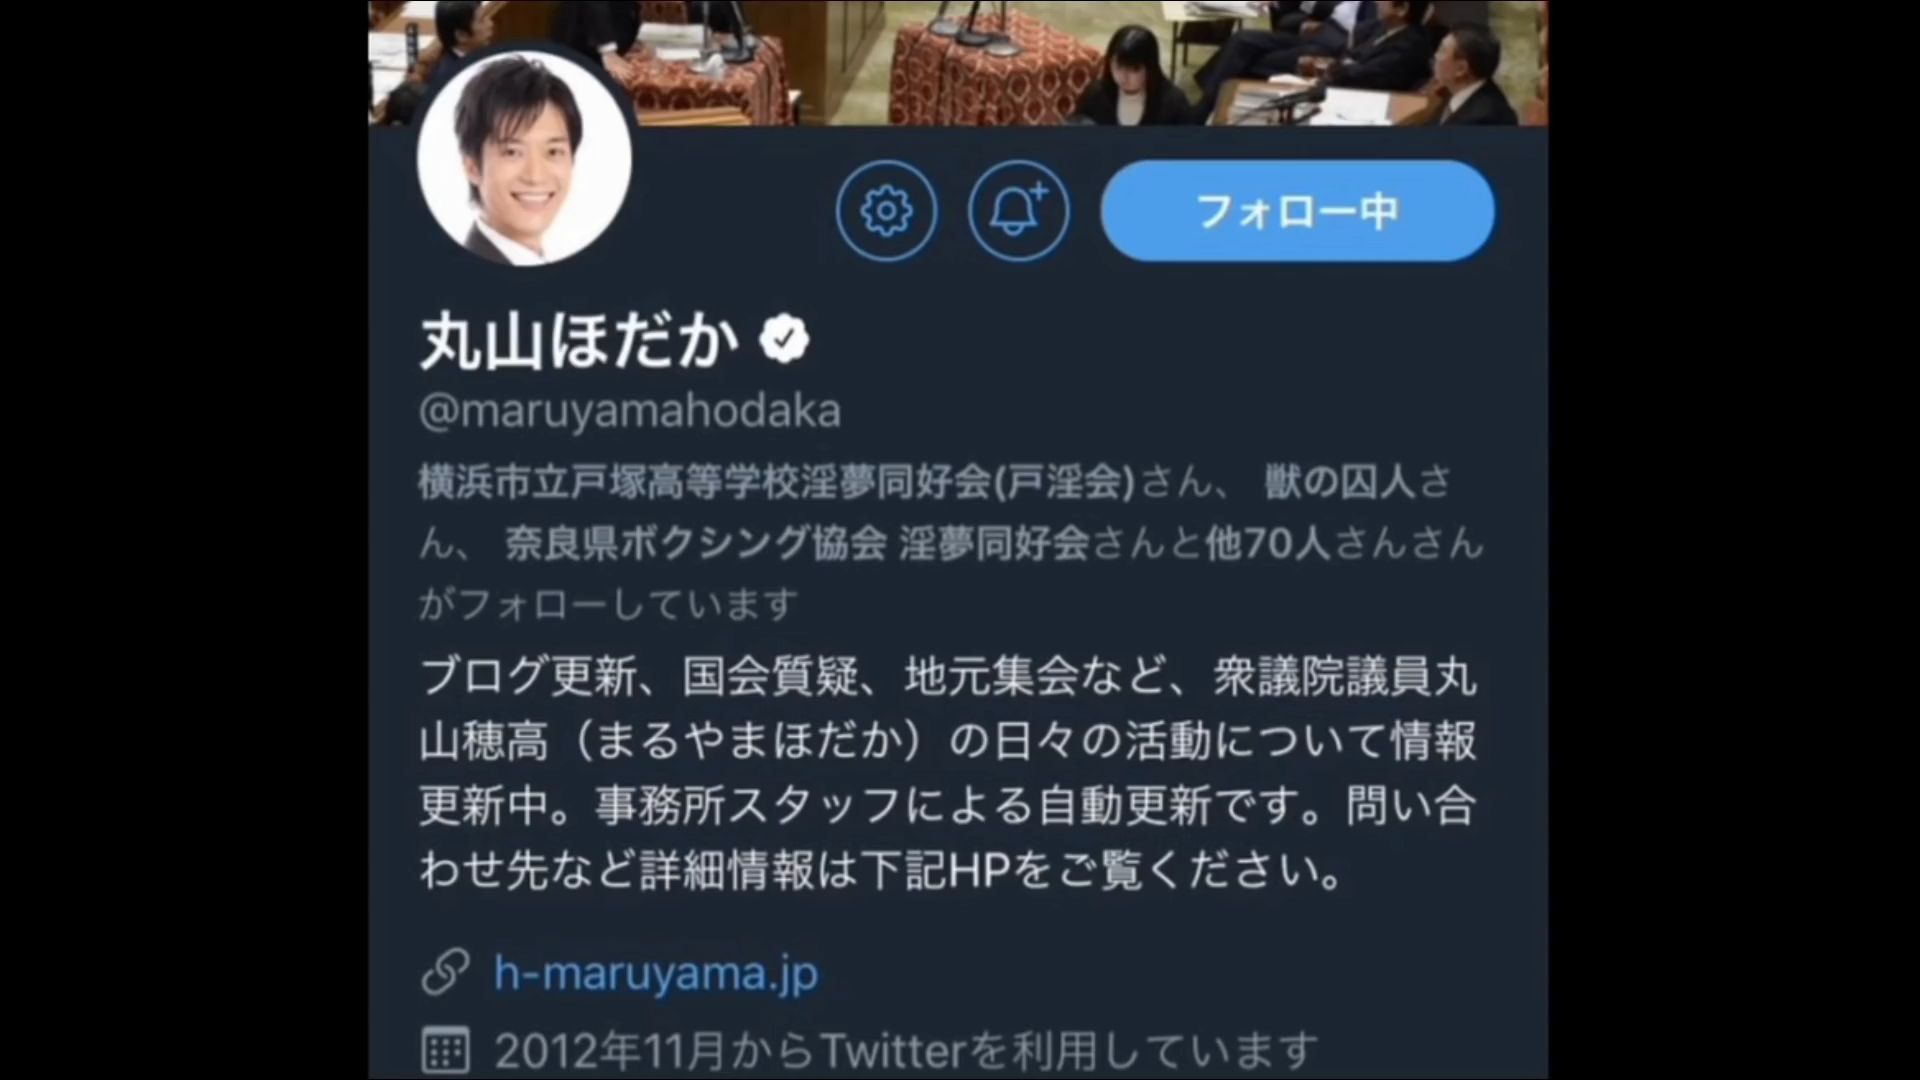 フォロー中
丸山ほだか
@maruyamahodaka
横浜市立戸塚高等学校淫夢同好会(戸淫会)さん、 獣の囚人さ
ん、 奈良県ボクシング協会 淫夢同好会さんと他70人さんさん
がフォローしています
ブログ更新、国会質疑、地元集会など、衆議院議員丸
山穂高（まるやまほだか）の日々の活動について情報
更新中。事務所スタッフによる自動更新です。問い合
わせ先など詳細情報は下記HPをご覧ください。
h-maruyama.jp
2012年11月からTwitterを利用しています